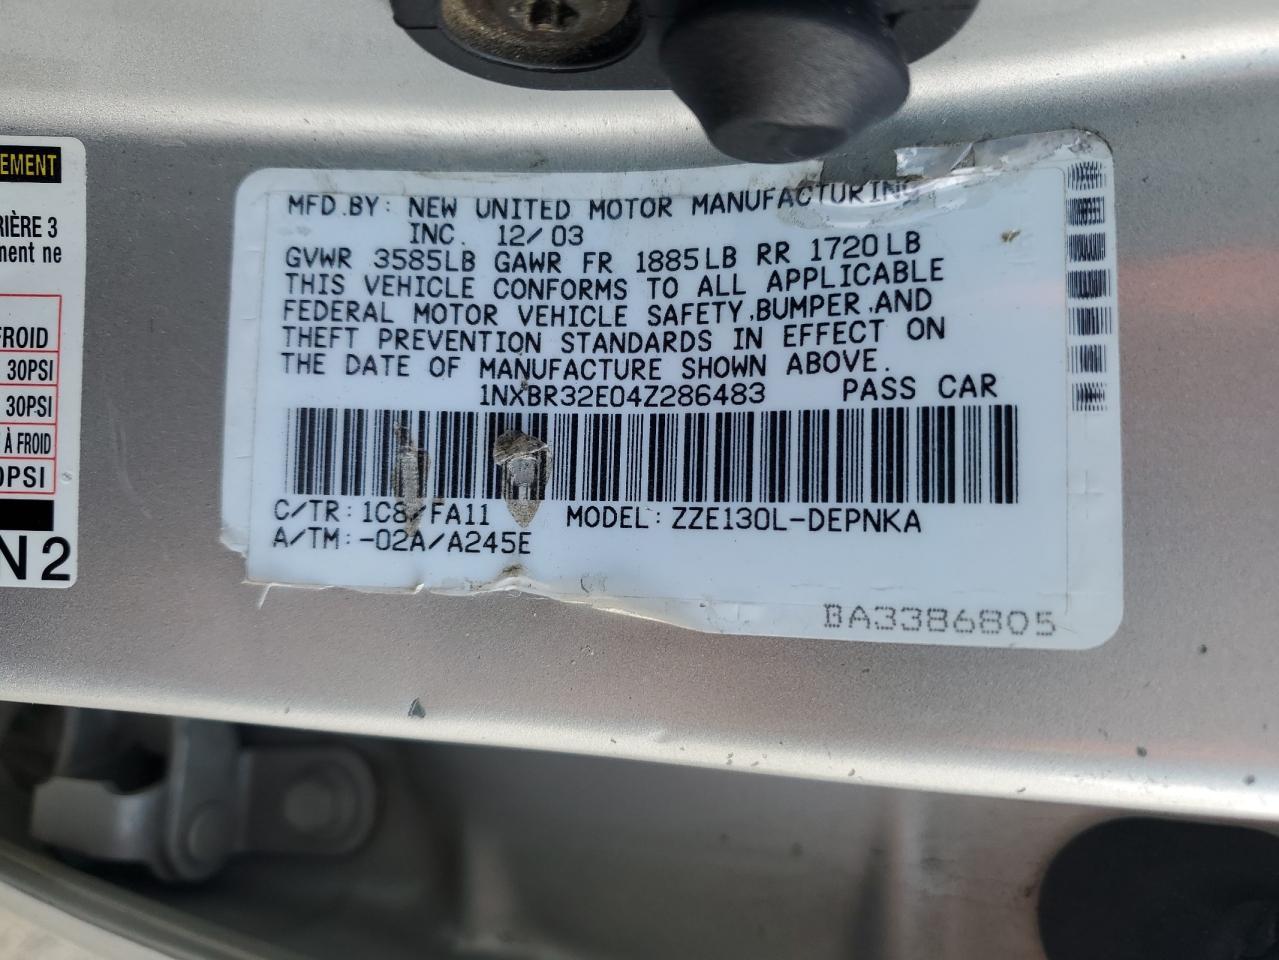 EMENT
RIÈRE 3
ment ne
FROID
30PSI
30PSI
À FROID
0PSI
N2
MFD.BY: NEW UNITED MOTOR MANUFACTURING
INC. 12/03
GVWR 3585LB GAWR FR 1885LB RR 1720LB
THIS VEHICLE CONFORMS TO ALL APPLICABLE
FEDERAL MOTOR VEHICLE SAFETY,BUMPER,AND
THEFT PREVENTION STANDARDS IN EFFECT ON
THE DATE OF MANUFACTURE SHOWN ABOVE.
1NXBR32E04Z286483 PASS CAR
C/TR: 1C8/FA11 MODEL: ZZE130L-DEPNKA
A/TM:-02A/A245E
BA3386805